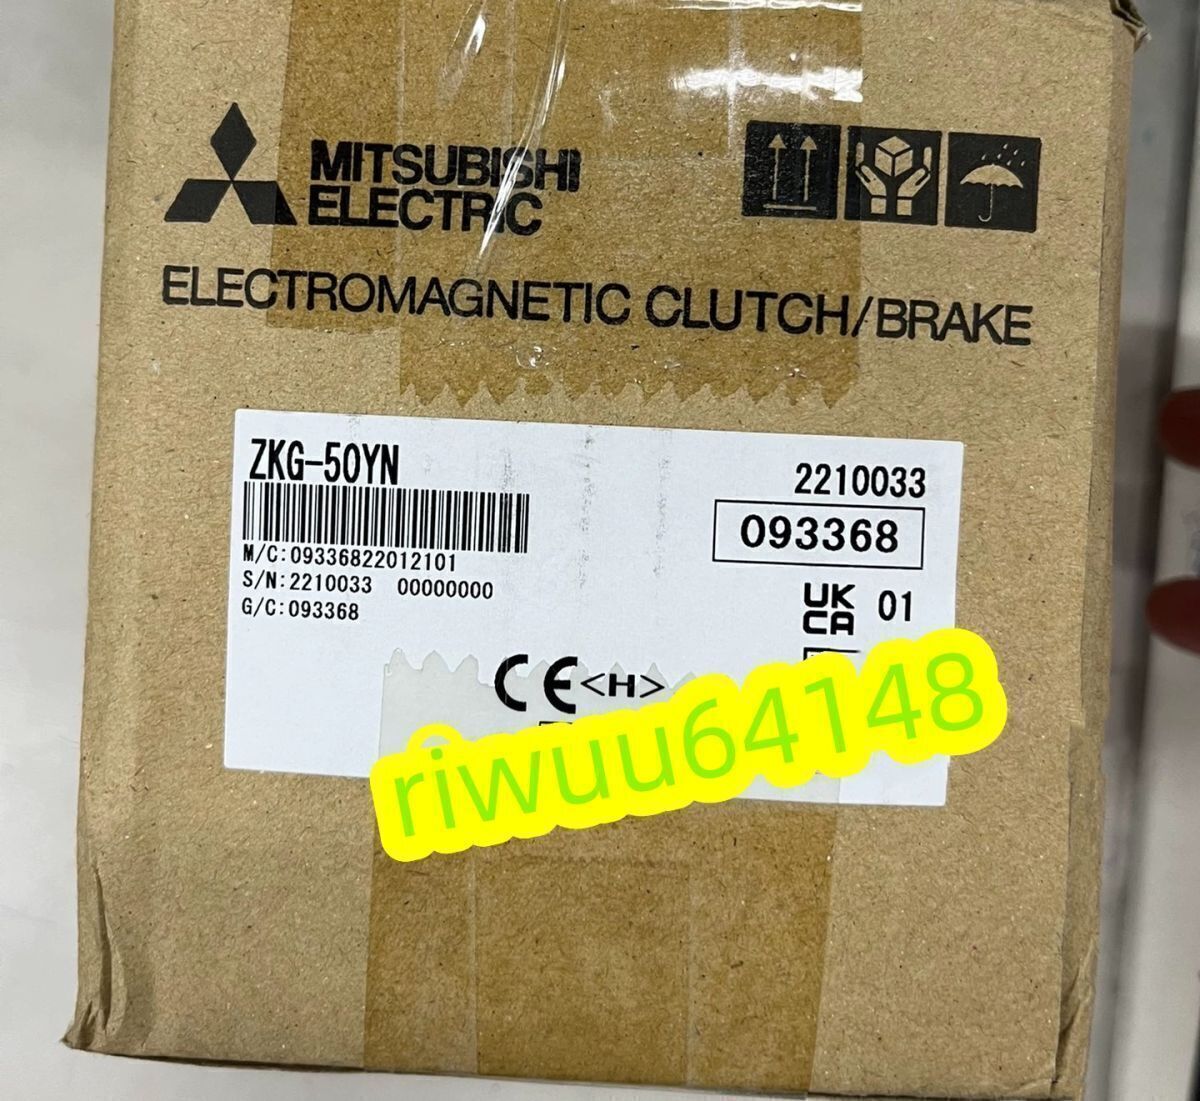 MITSUBISHI
ELECTRIC
ELECTROMAGNETIC CLUTCH/BRAKE
ZKG-50YN
2210033
093368
M/C:09336822012101
S/N:2210033 00000000
G/C:093368
UK
CA 01
CE <H>
riwuu64148